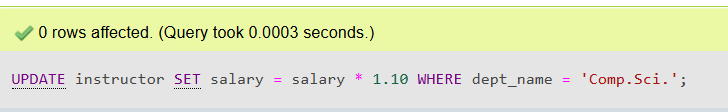 0 rows affected. (Query took 0.0003 seconds.)
UPDATE instructor SET salary = salary * 1.10 WHERE dept_name = 'Comp.Sci.';